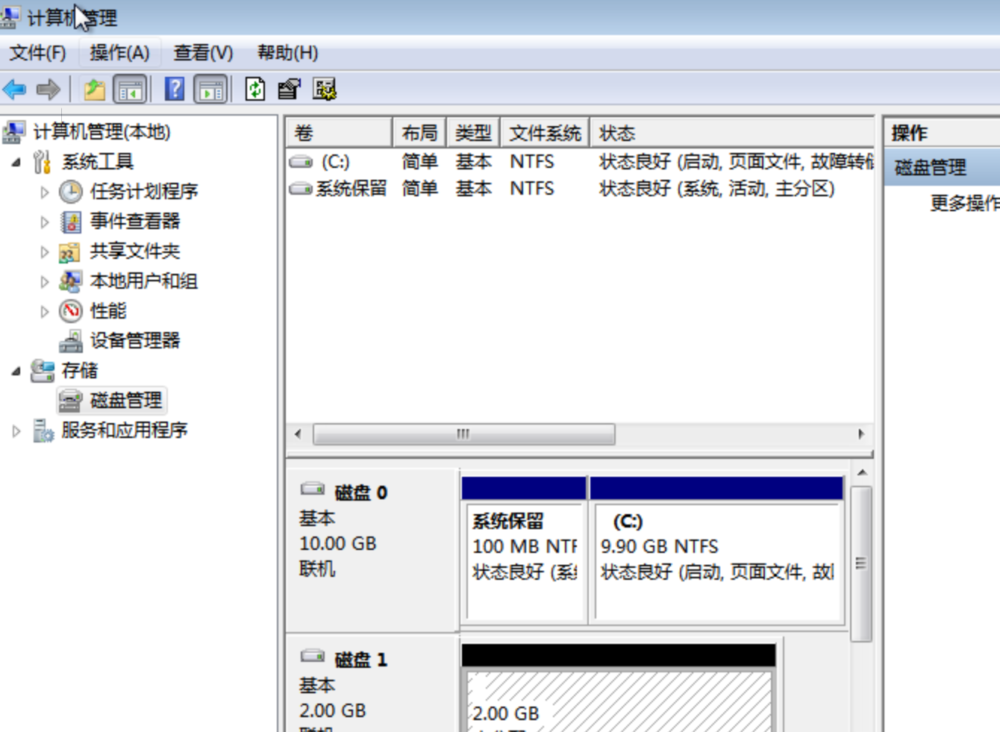 计算机管理
文件(F) 操作(A) 查看(V) 帮助(H)
计算机管理(本地)
系统工具
任务计划程序
事件查看器
共享文件夹
本地用户和组
性能
设备管理器
存储
磁盘管理
服务和应用程序
卷 布局 类型 文件系统 状态
(C:) 简单 基本 NTFS 状态良好 (启动, 页面文件, 故障转储
系统保留 简单 基本 NTFS 状态良好 (系统, 活动, 主分区)
磁盘 0
基本
10.00 GB
联机
系统保留
100 MB NTF
状态良好 (系统
(C:)
9.90 GB NTFS
状态良好 (启动, 页面文件, 故
磁盘 1
基本
2.00 GB
联机
2.00 GB
操作
磁盘管理
更多操作